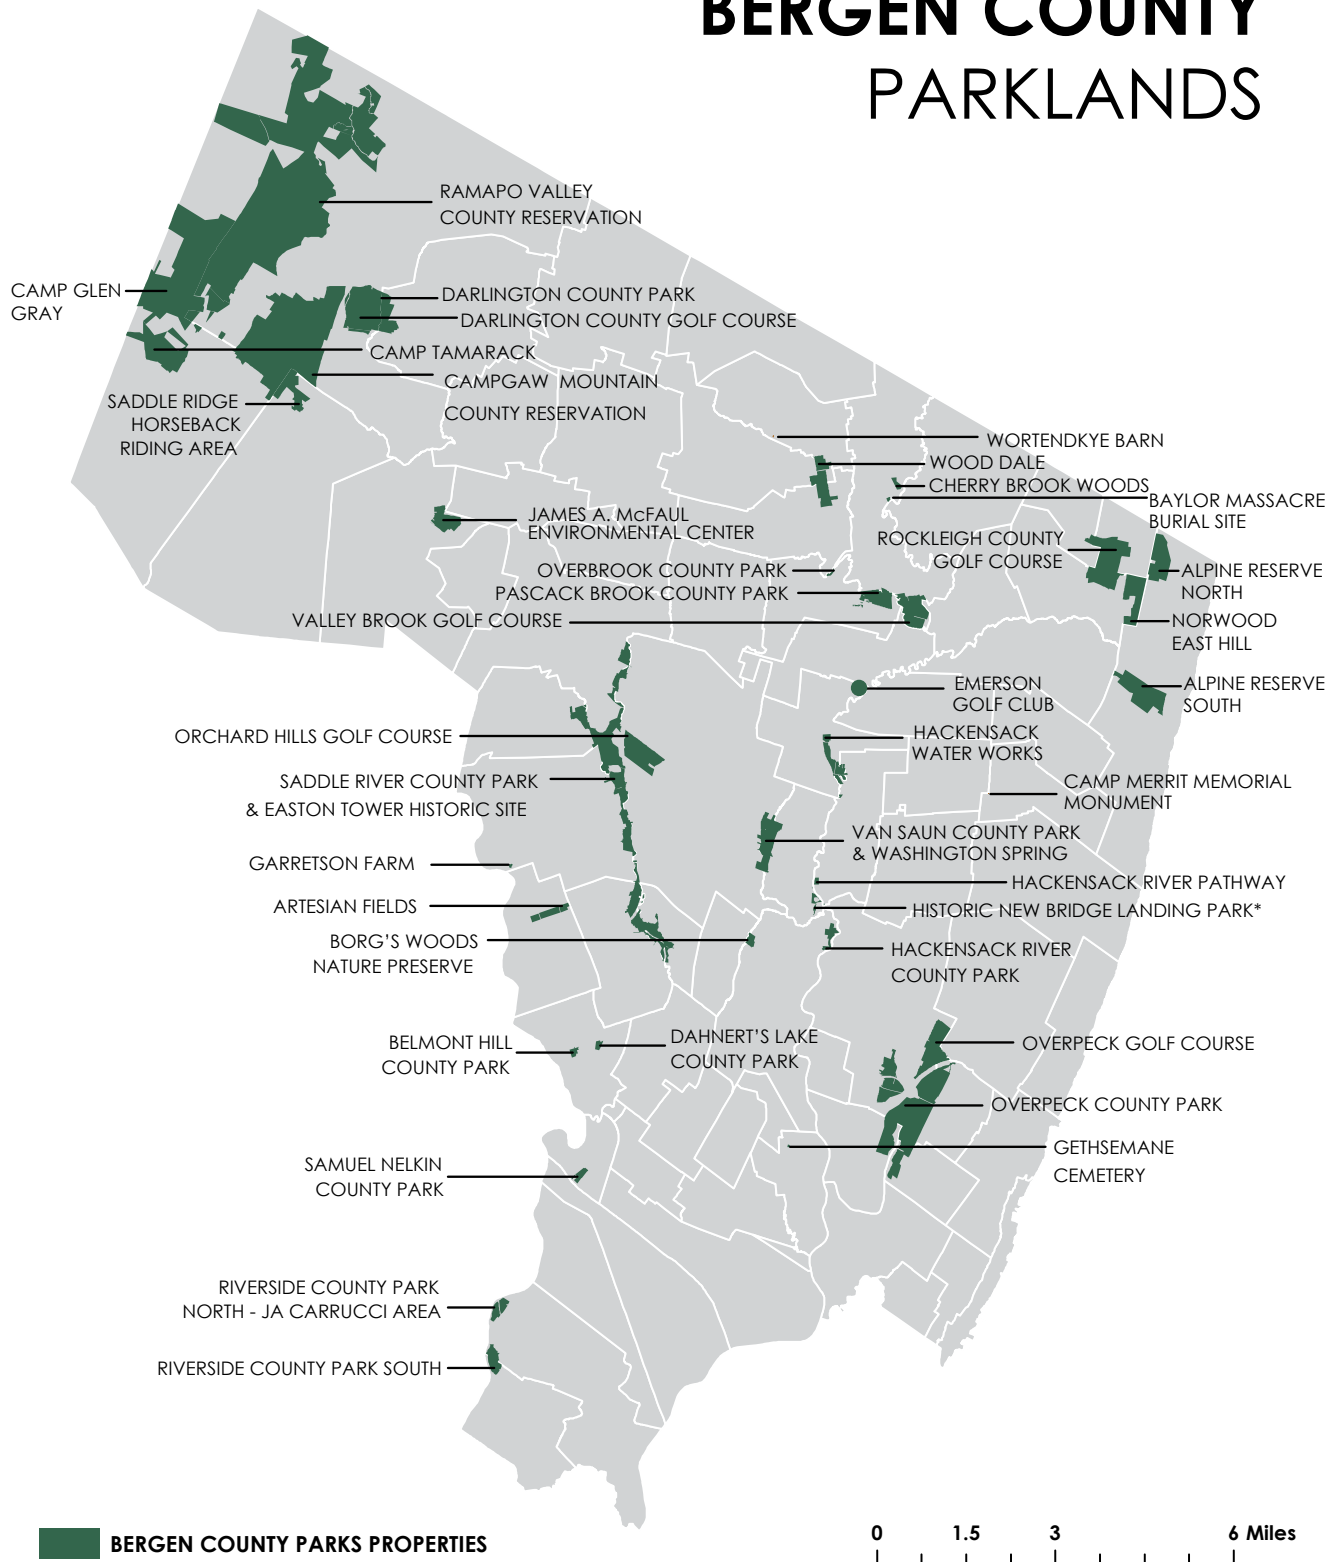 BERGEN COUNTY
PARKLANDS
RAMAPO VALLEY
COUNTY RESERVATION
CAMP GLEN
GRAY
DARLINGTON COUNTY PARK
DARLINGTON COUNTY GOLF COURSE
CAMP TAMARACK
CAMPGAW MOUNTAIN
COUNTY RESERVATION
SADDLE RIDGE
HORSEBACK
RIDING AREA
WORTENDKYE BARN
WOOD DALE
CHERRY BROOK WOODS
BAYLOR MASSACRE
BURIAL SITE
JAMES A. McFAUL
ENVIRONMENTAL CENTER
ROCKLEIGH COUNTY
GOLF COURSE
OVERBROOK COUNTY PARK
ALPINE RESERVE
NORTH
PASCACK BROOK COUNTY PARK
VALLEY BROOK GOLF COURSE
NORWOOD
EAST HILL
EMERSON
GOLF CLUB
ALPINE RESERVE
SOUTH
ORCHARD HILLS GOLF COURSE
HACKENSACK
WATER WORKS
SADDLE RIVER COUNTY PARK
& EASTON TOWER HISTORIC SITE
CAMP MERRIT MEMORIAL
MONUMENT
VAN SAUN COUNTY PARK
& WASHINGTON SPRING
GARRETSON FARM
HACKENSACK RIVER PATHWAY
ARTESIAN FIELDS
HISTORIC NEW BRIDGE LANDING PARK*
BORG’S WOODS
NATURE PRESERVE
HACKENSACK RIVER
COUNTY PARK
BELMONT HILL
COUNTY PARK
DAHNERT’S LAKE
COUNTY PARK
OVERPECK GOLF COURSE
OVERPECK COUNTY PARK
GETHSEMANE
CEMETERY
SAMUEL NELKIN
COUNTY PARK
RIVERSIDE COUNTY PARK
NORTH - JA CARRUCCI AREA
RIVERSIDE COUNTY PARK SOUTH
BERGEN COUNTY PARKS PROPERTIES
0 1.5 3 6 Miles